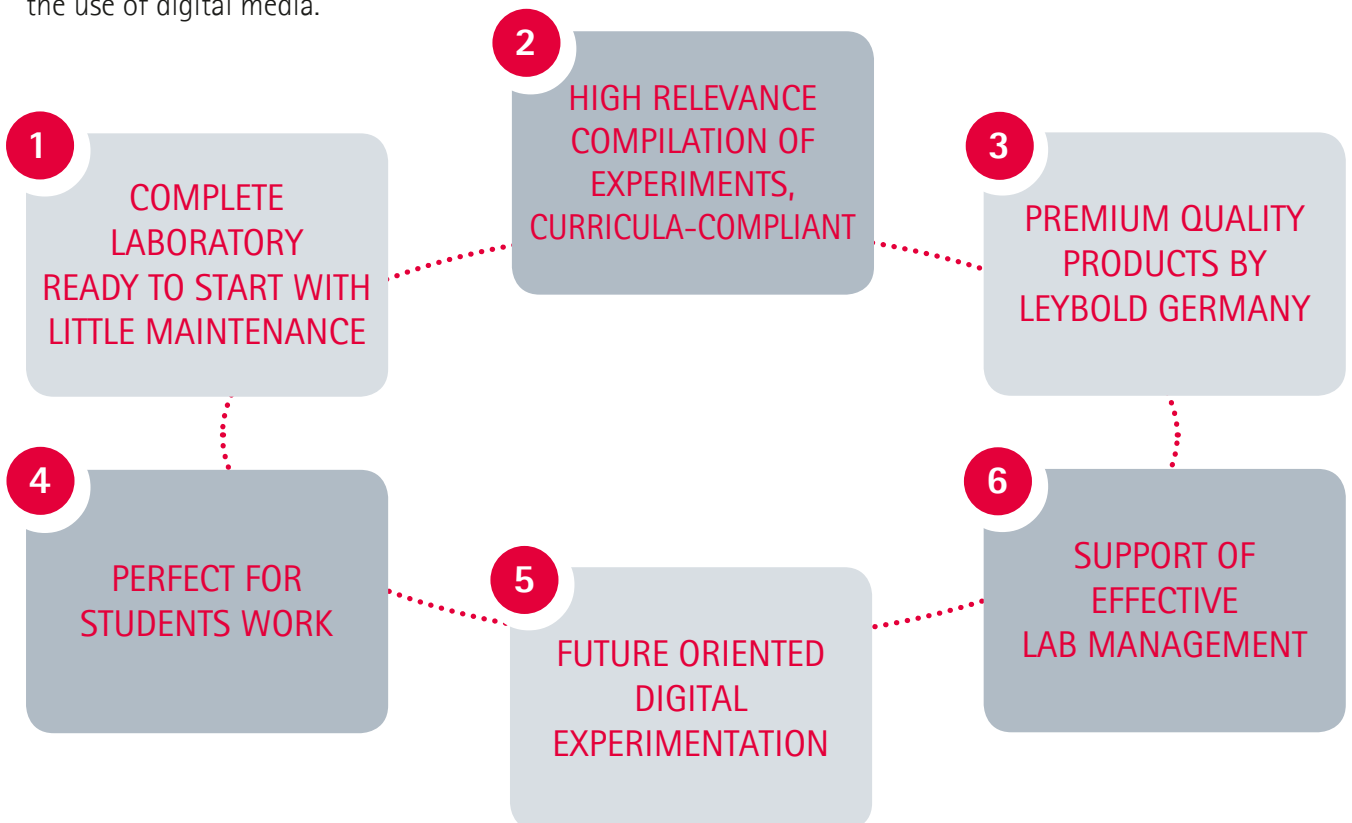 the use of digital media.
1
COMPLETE
LABORATORY
READY TO START WITH
LITTLE MAINTENANCE
2
HIGH RELEVANCE
COMPILATION OF
EXPERIMENTS,
CURRICULA-COMPLIANT
3
PREMIUM QUALITY
PRODUCTS BY
LEYBOLD GERMANY
4
PERFECT FOR
STUDENTS WORK
5
FUTURE ORIENTED
DIGITAL
EXPERIMENTATION
6
SUPPORT OF
EFFECTIVE
LAB MANAGEMENT